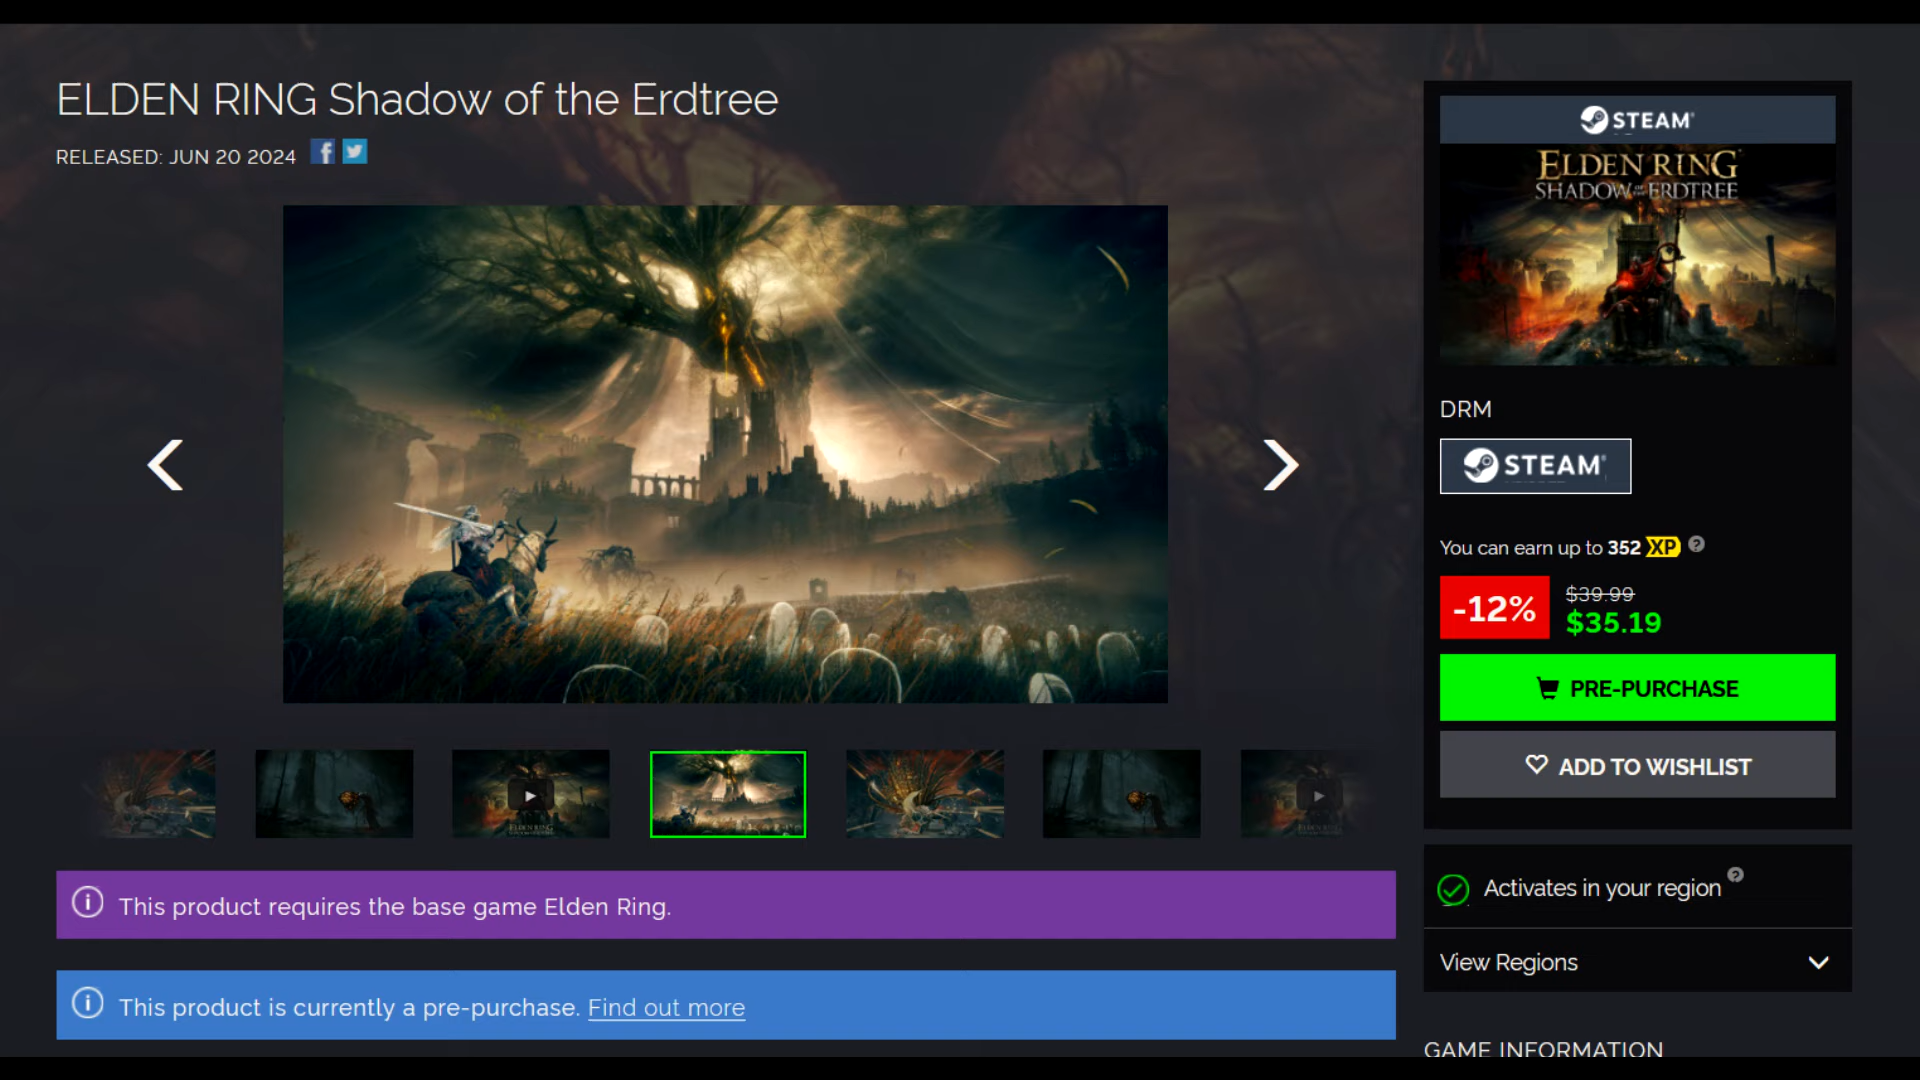 ELDEN RING Shadow of the Erdtree
RELEASED: JUN 20 2024
STEAM
ELDEN RING
SHADOW OF THE ERDTREE
DRM
STEAM
You can earn up to 352 XP
-12%
$39.99
$35.19
PRE-PURCHASE
ADD TO WISHLIST
This product requires the base game Elden Ring.
This product is currently a pre-purchase. Find out more
Activates in your region
View Regions
GAME INFORMATION